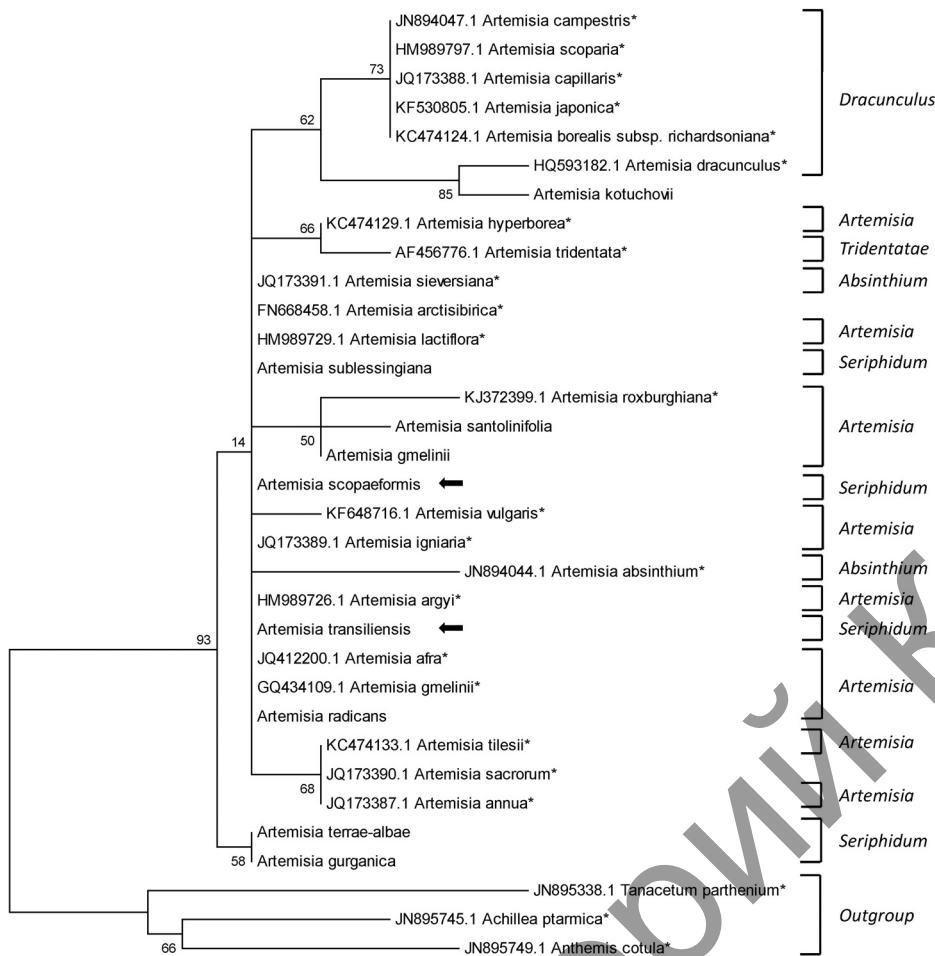 JN894047.1 Artemisia campestris*
HM989797.1 Artemisia scoparia*
73
JQ173388.1 Artemisia capillaris*
KF530805.1 Artemisia japonica*
Dracunculus
62
KC474124.1 Artemisia borealis subsp. richardsoniana*
HQ593182.1 Artemisia dracunculus*
85
Artemisia kotuchovii
66
KC474129.1 Artemisia hyperborea*
Artemisia
AF456776.1 Artemisia tridentata*
Tridentatae
JQ173391.1 Artemisia sieversiana*
Absinthium
FN668458.1 Artemisia arctisibirica*
HM989729.1 Artemisia lactiflora*
Artemisia
Artemisia sublessingiana
Seriphidum
KJ372399.1 Artemisia roxburghiana*
Artemisia santolinifolia
Artemisia
14
50
Artemisia gmelinii
Artemisia scopaeformis
Seriphidum
KF648716.1 Artemisia vulgaris*
Artemisia
JQ173389.1 Artemisia igniaria*
JN894044.1 Artemisia absinthium*
Absinthium
HM989726.1 Artemisia argyi*
Artemisia
93
Artemisia transiliensis
Seriphidum
JQ412200.1 Artemisia afra*
GQ434109.1 Artemisia gmelinii*
Artemisia
Artemisia radicans
KC474133.1 Artemisia tilesii*
Artemisia
JQ173390.1 Artemisia sacrorum*
68
JQ173387.1 Artemisia annua*
Artemisia
Artemisia terrae-albae
Seriphidum
58
Artemisia gurganica
JN895338.1 Tanacetum parthenium*
JN895745.1 Achillea ptarmica*
Outgroup
66
JN895749.1 Anthemis cotula*